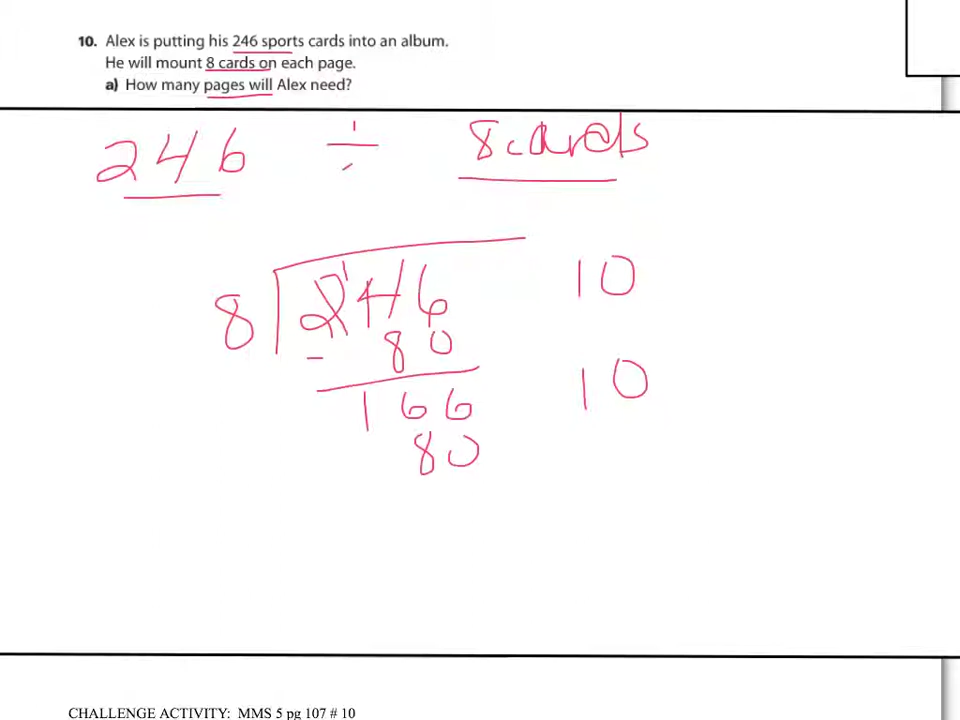 10. Alex is putting his 246 sports cards into an album.
He will mount 8 cards on each page.
a) How many pages will Alex need?
246 ÷ 8 cards
8 246 10
- 80
166 10
80
CHALLENGE ACTIVITY: MMS 5 pg 107 # 10